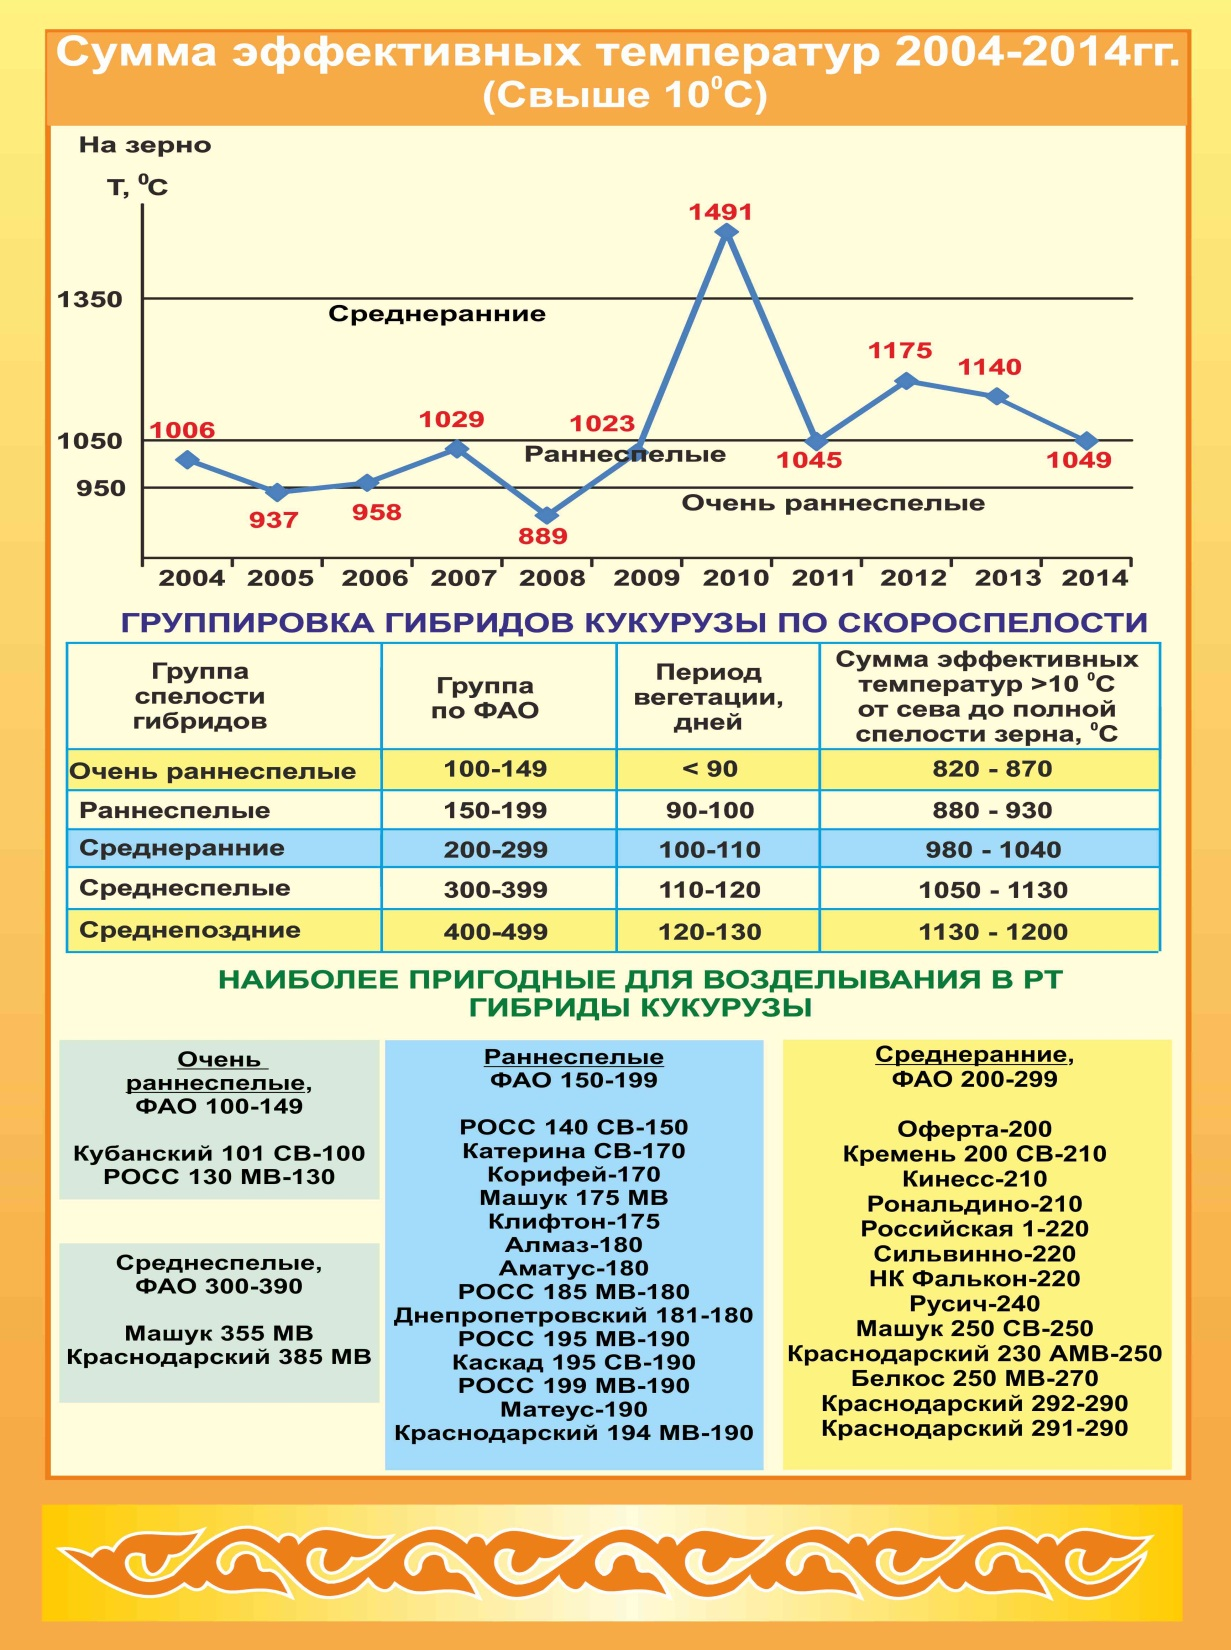 Сумма эффективных температур 2004-2014гг.
(Свыше 10⁰С)
На зерно
Т, ⁰С
1491
1350
Среднеранние
1175
1140
1029
1023
1006
1050
Раннеспелые
1045
1049
950
Очень раннеспелые
937
958
889
2004 2005 2006 2007 2008 2009 2010 2011 2012 2013 2014
ГРУППИРОВКА ГИБРИДОВ КУКУРУЗЫ ПО СКОРОСПЕЛОСТИ
Группа
спелости
гибридов
Группа
по ФАО
Период
вегетации,
дней
Сумма эффективных
температур >10 ⁰С
от сева до полной
спелости зерна, ⁰С
Очень раннеспелые 100-149 < 90 820 - 870
Раннеспелые 150-199 90-100 880 - 930
Среднеранние 200-299 100-110 980 - 1040
Среднеспелые 300-399 110-120 1050 - 1130
Среднепоздние 400-499 120-130 1130 - 1200
НАИБОЛЕЕ ПРИГОДНЫЕ ДЛЯ ВОЗДЕЛЫВАНИЯ В РТ
ГИБРИДЫ КУКУРУЗЫ
Очень
раннеспелые,
ФАО 100-149
Кубанский 101 СВ-100
РОСС 130 МВ-130
Среднеспелые,
ФАО 300-390
Машук 355 МВ
Краснодарский 385 МВ
Раннеспелые
ФАО 150-199
РОСС 140 СВ-150
Катерина СВ-170
Корифей-170
Машук 175 МВ
Клифтон-175
Алмаз-180
Аматус-180
РОСС 185 МВ-180
Днепропетровский 181-180
РОСС 195 МВ-190
Каскад 195 СВ-190
РОСС 199 МВ-190
Матеус-190
Краснодарский 194 МВ-190
Среднеранние,
ФАО 200-299
Оферта-200
Кремень 200 СВ-210
Кинесс-210
Рональдино-210
Российская 1-220
Сильвинно-220
НК Фалькон-220
Русич-240
Машук 250 СВ-250
Краснодарский 230 АМВ-250
Белкос 250 МВ-270
Краснодарский 292-290
Краснодарский 291-290